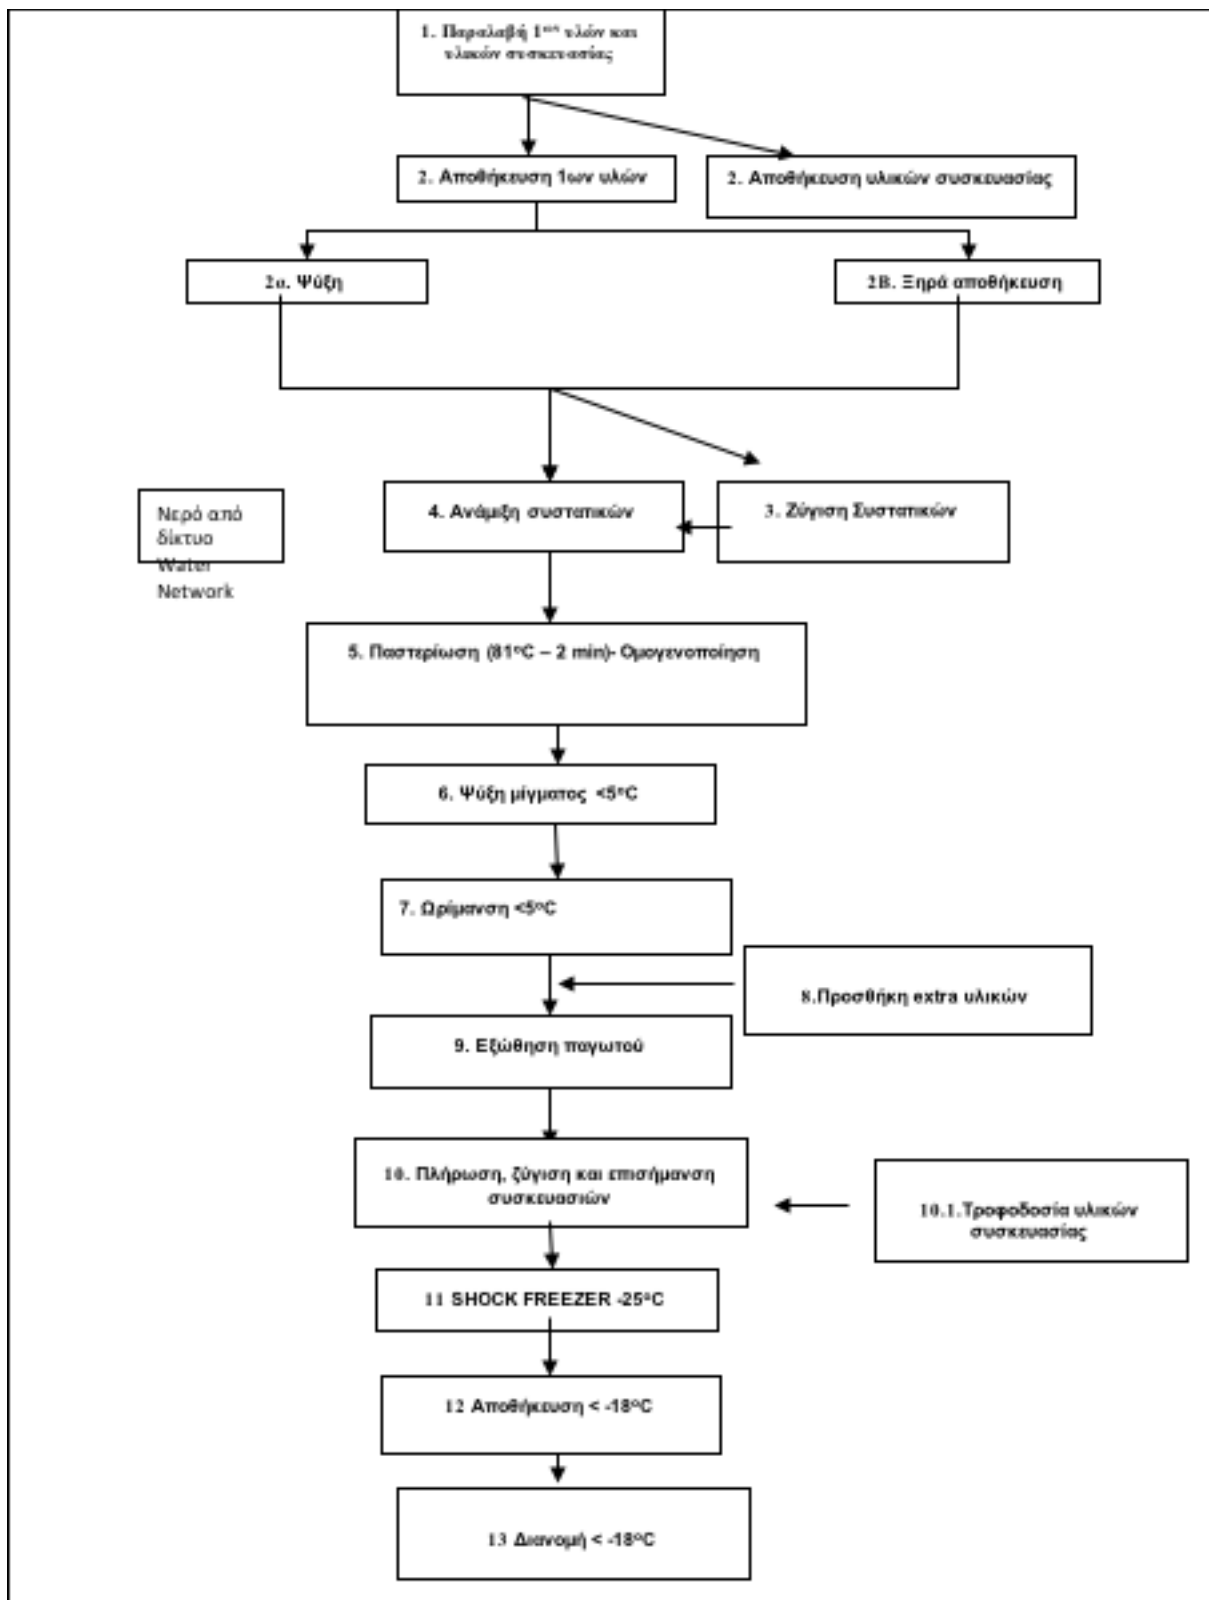 1. Παραλαβή 1ων υλών και
υλικών συσκευασίας
2. Αποθήκευση 1ων υλών
2. Αποθήκευση υλικών συσκευασίας
2α. Ψύξη
2Β. Ξηρά αποθήκευση
Νερό από
δίκτυο
Water
Network
4. Ανάμιξη συστατικών
3. Ζύγιση Συστατικών
5. Παστερίωση (81ºC – 2 min)- Ομογενοποίηση
6. Ψύξη μίγματος <5ºC
7. Ωρίμανση <5ºC
8.Προσθήκη extra υλικών
9. Εξώθηση παγωτού
10. Πλήρωση, ζύγιση και επισήμανση
συσκευασιών
10.1.Τροφοδοσία υλικών
συσκευασίας
11 SHOCK FREEZER -25ºC
12 Αποθήκευση < -18ºC
13 Διανομή < -18ºC